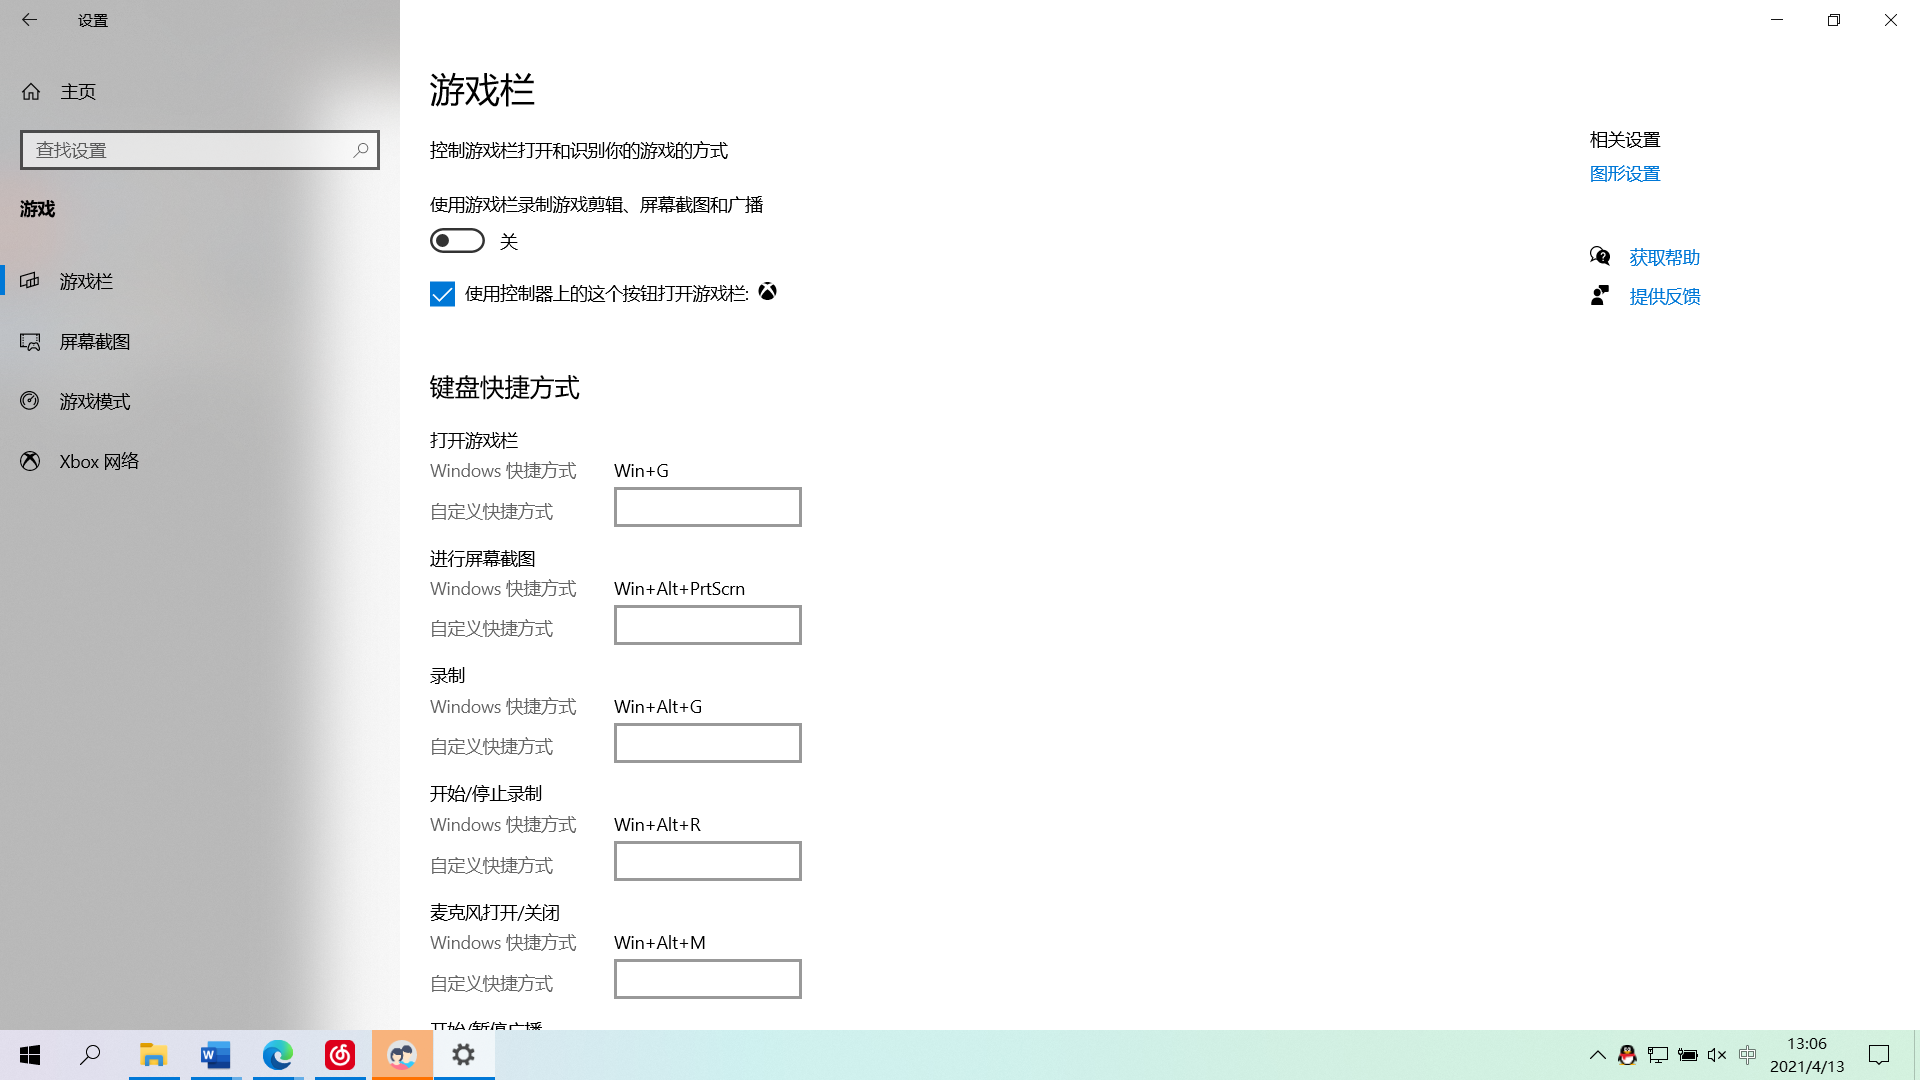 设置
主页
查找设置
游戏
游戏栏
屏幕截图
游戏模式
Xbox 网络
游戏栏
控制游戏栏打开和识别你的游戏的方式
使用游戏栏录制游戏剪辑、屏幕截图和广播
关
使用控制器上的这个按钮打开游戏栏:
键盘快捷方式
打开游戏栏
Windows 快捷方式 Win+G
自定义快捷方式
进行屏幕截图
Windows 快捷方式 Win+Alt+PrtScrn
自定义快捷方式
录制
Windows 快捷方式 Win+Alt+G
自定义快捷方式
开始/停止录制
Windows 快捷方式 Win+Alt+R
自定义快捷方式
麦克风打开/关闭
Windows 快捷方式 Win+Alt+M
自定义快捷方式
开始/暂停广播
相关设置
图形设置
获取帮助
提供反馈
中
13:06
2021/4/13